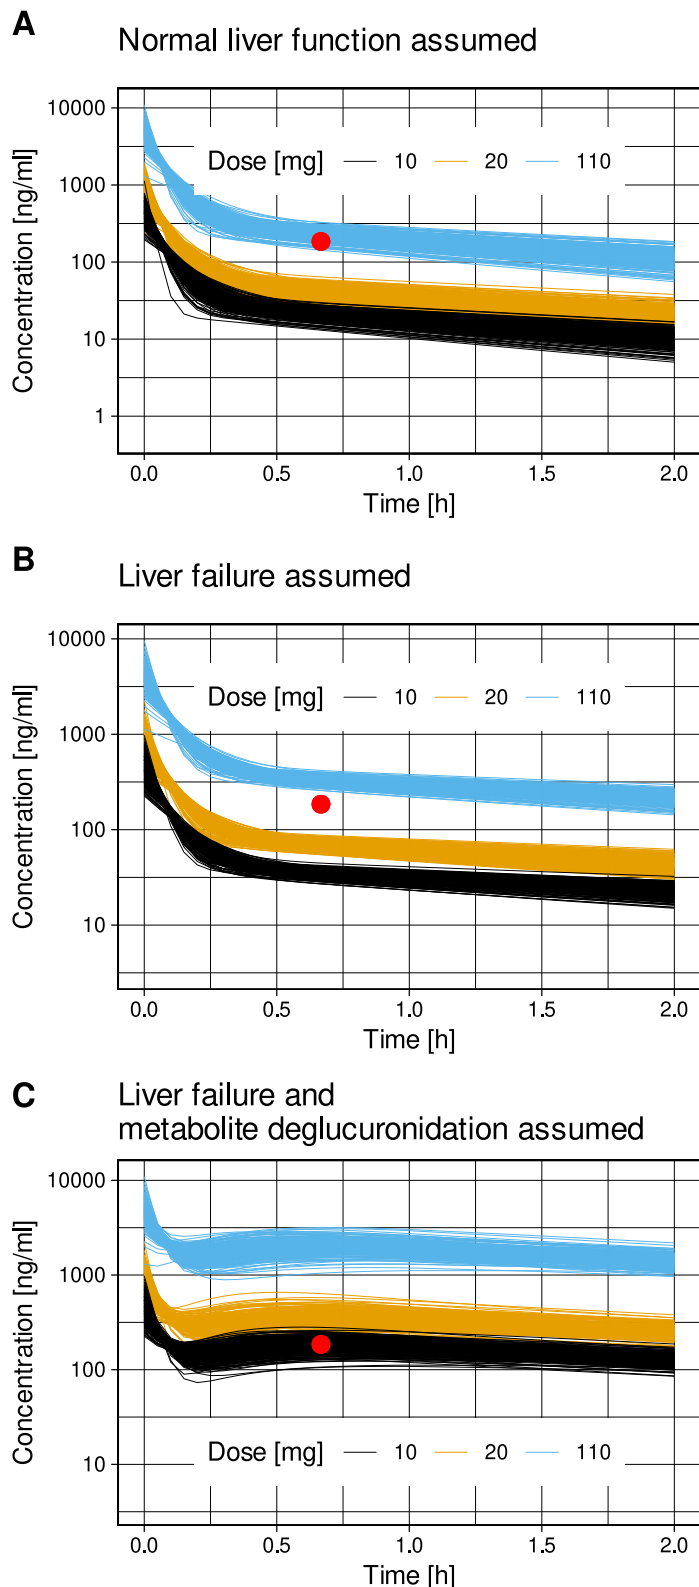 A
Normal liver function assumed
Concentration [ng/ml]
10000
1000
100
10
1
Dose [mg] 10 20 110
0.0 0.5 1.0 1.5 2.0
Time [h]
B
Liver failure assumed
Concentration [ng/ml]
10000
1000
100
10
Dose [mg] 10 20 110
0.0 0.5 1.0 1.5 2.0
Time [h]
C
Liver failure and
metabolite deglucuronidation assumed
Concentration [ng/ml]
10000
1000
100
10
Dose [mg] 10 20 110
0.0 0.5 1.0 1.5 2.0
Time [h]